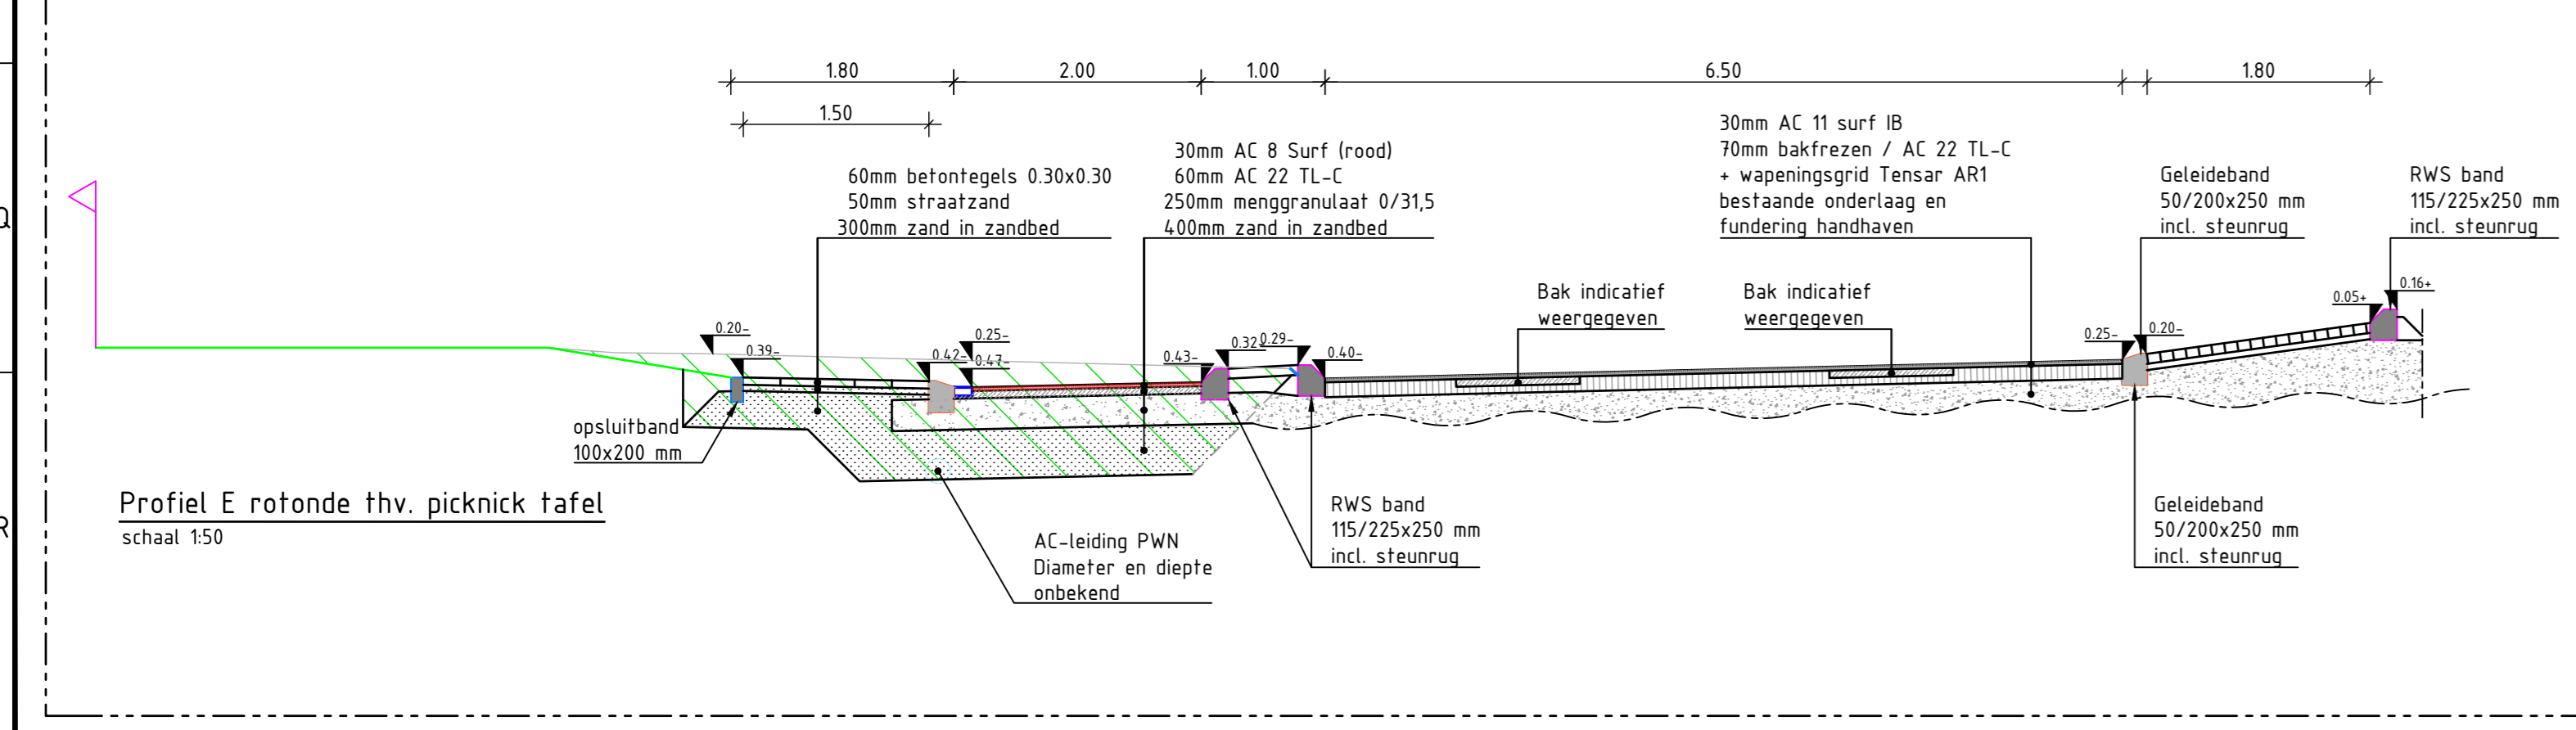 1.80
2.00
1.00
6.50
1.80
1.50
60mm betontegels 0.30x0.30
50mm straatzand
300mm zand in zandbed
30mm AC 8 Surf (rood)
60mm AC 22 TL-C
250mm menggranulaat 0/31,5
400mm zand in zandbed
30mm AC 11 surf IB
70mm bakfrezen / AC 22 TL-C
+ wapeningsgrid Tensar AR1
bestaande onderlaag en
fundering handhaven
Geleideband
50/200x250 mm
incl. steunrug
RWS band
115/225x250 mm
incl. steunrug
Q
Bak indicatief
weergegeven
Bak indicatief
weergegeven
0.20-
0.39-
0.42-
0.25-
0.47-
0.43-
0.32
0.29-
0.40-
0.25-
0.20-
0.05+
0.16+
opsluitband
100x200 mm
Profiel E rotonde thv. picknick tafel
schaal 1:50
R
AC-leiding PWN
Diameter en diepte
onbekend
RWS band
115/225x250 mm
incl. steunrug
Geleideband
50/200x250 mm
incl. steunrug